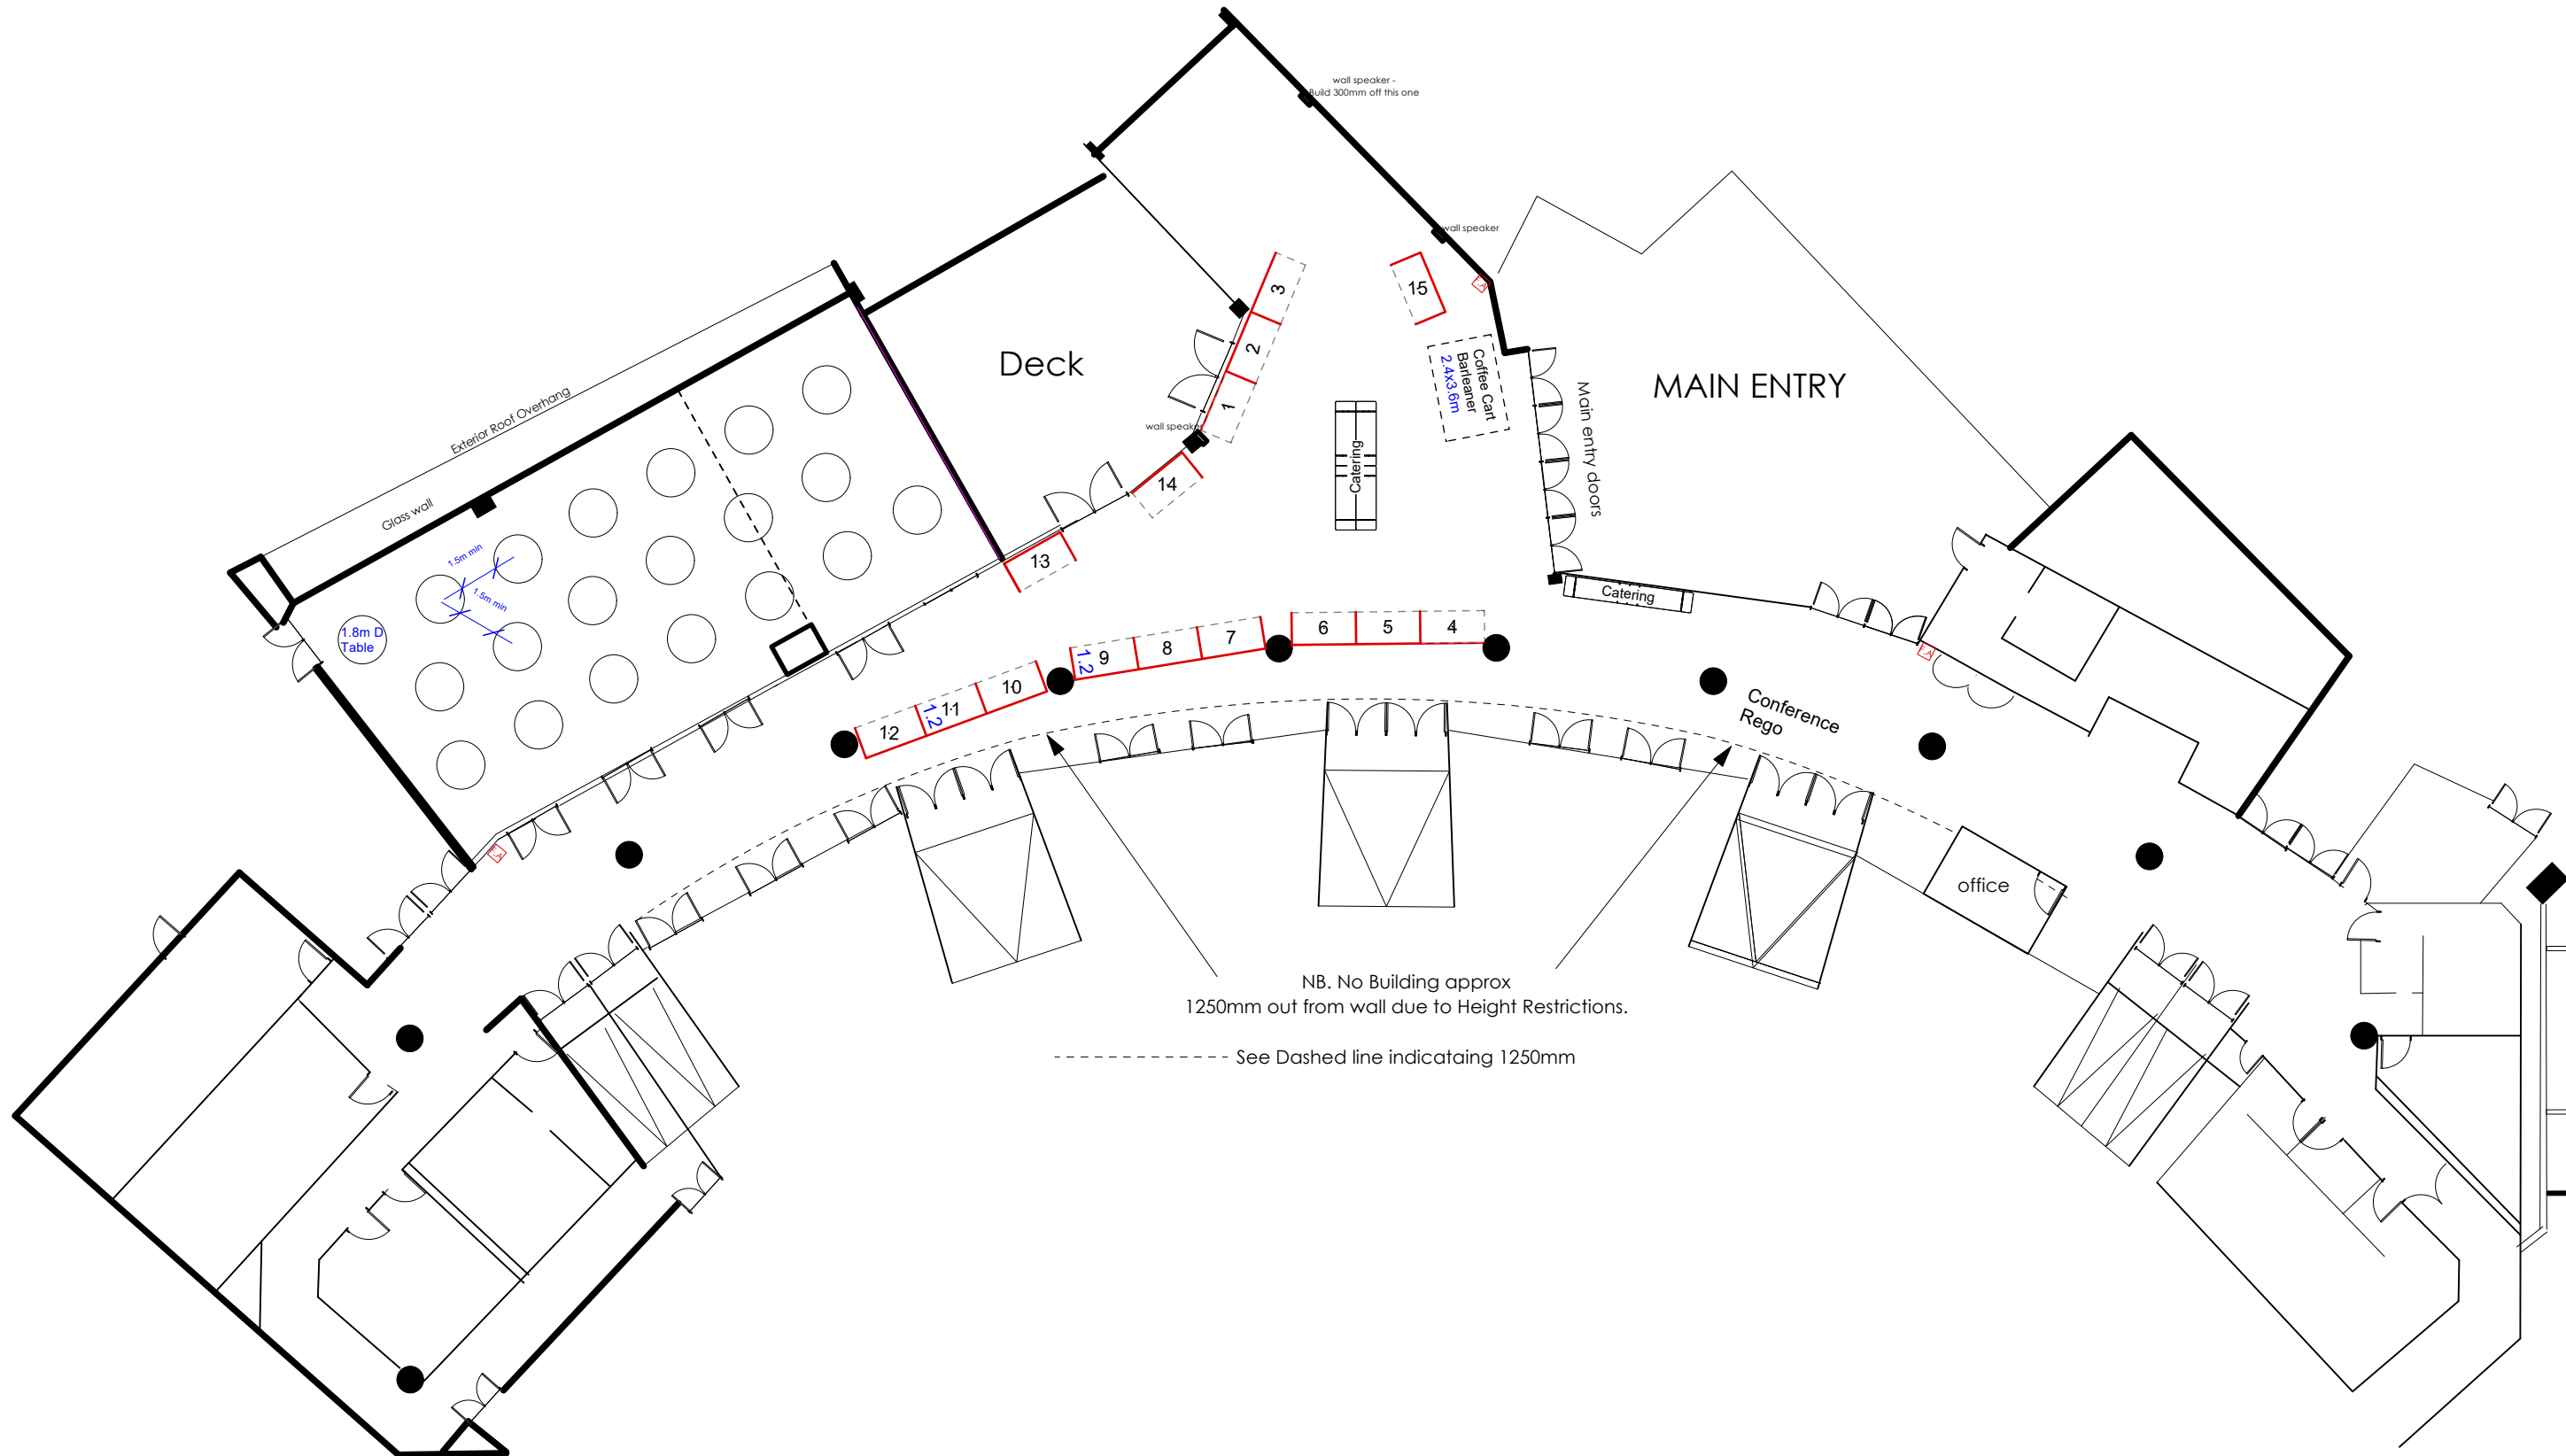 wall speaker -
Build 300mm off this one
wall speaker
3
15
F.A
2
Coffee Cart
Barleaner
2.4x3.6m
Deck
MAIN ENTRY
Main entry doors
1
Exterior Roof Overhang
wall speaker
Catering
14
Glass wall
1.5m min
13
1.5m min
Catering
1.8m D
Table
6
5
4
7
8
9
1.2
F.A
10
11
1.2
12
Conference
Rego
F.A
office
NB. No Building approx
1250mm out from wall due to Height Restrictions.
See Dashed line indicataing 1250mm